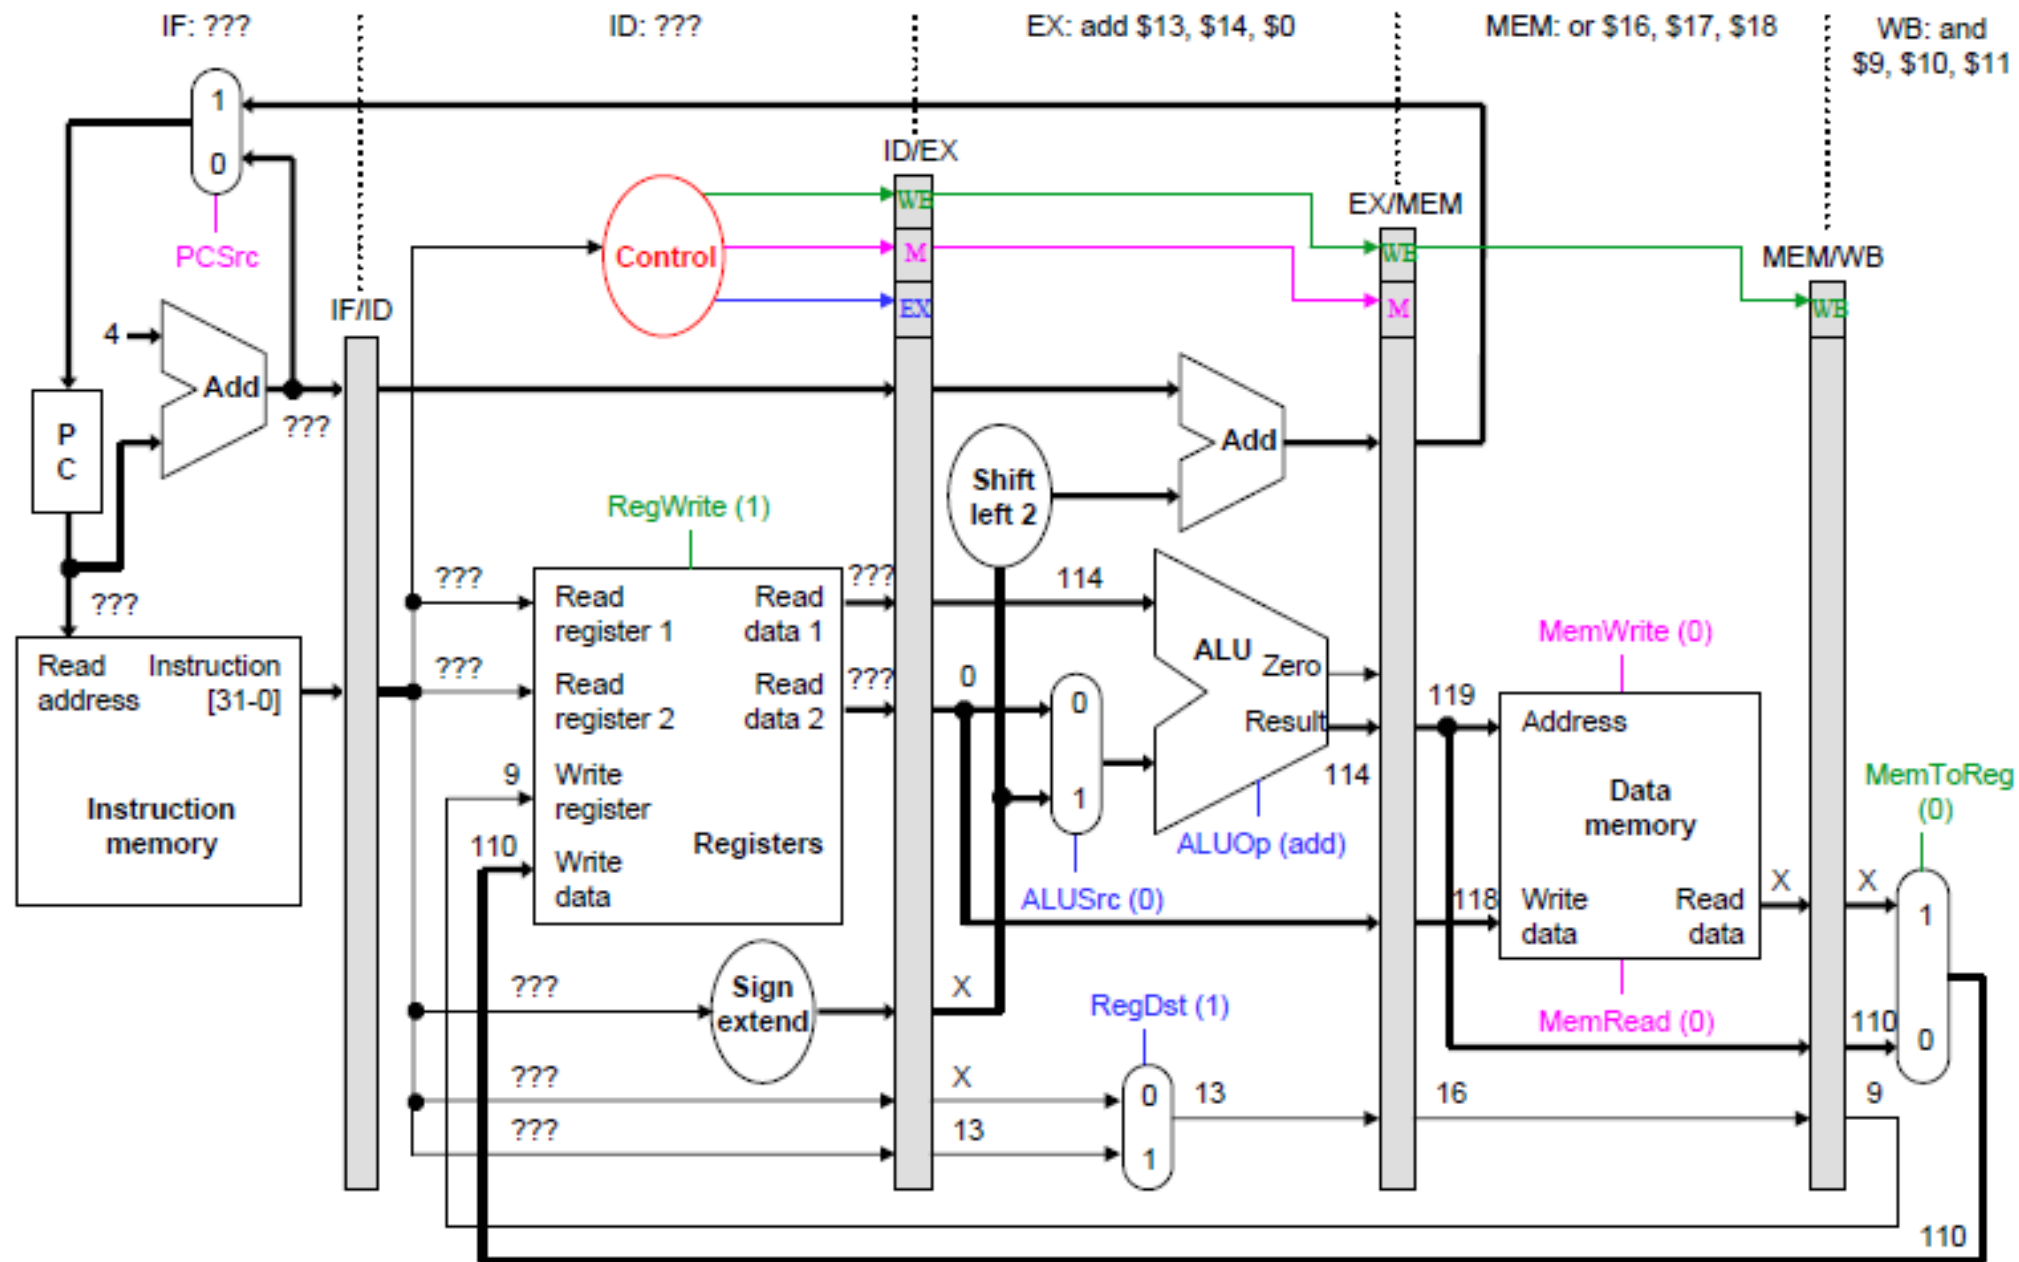 IF: ???
ID: ???
EX: add $13, $14, $0
MEM: or $16, $17, $18
WB: and
$9, $10, $11
1
0
PCSrc
ID/EX
WB
M
EX
Control
EX/MEM
WB
M
MEM/WB
WB
IF/ID
4
Add
???
P
C
???
Add
Shift
left 2
RegWrite (1)
???
???
9
110
Read
register 1
Read
register 2
Write
register
Write
data
Read
data 1
Read
data 2
Registers
???
???
114
0
0
1
ALUSrc (0)
ALU
Zero
Result
114
ALUOp (add)
Read
address
Instruction
[31-0]
Instruction
memory
119
118
MemWrite (0)
Address
Data
memory
Write
data
Read
data
MemRead (0)
X
X
110
MemToReg
(0)
1
0
???
Sign
extend
X
RegDst (1)
???
???
X
13
0
1
13
16
9
110